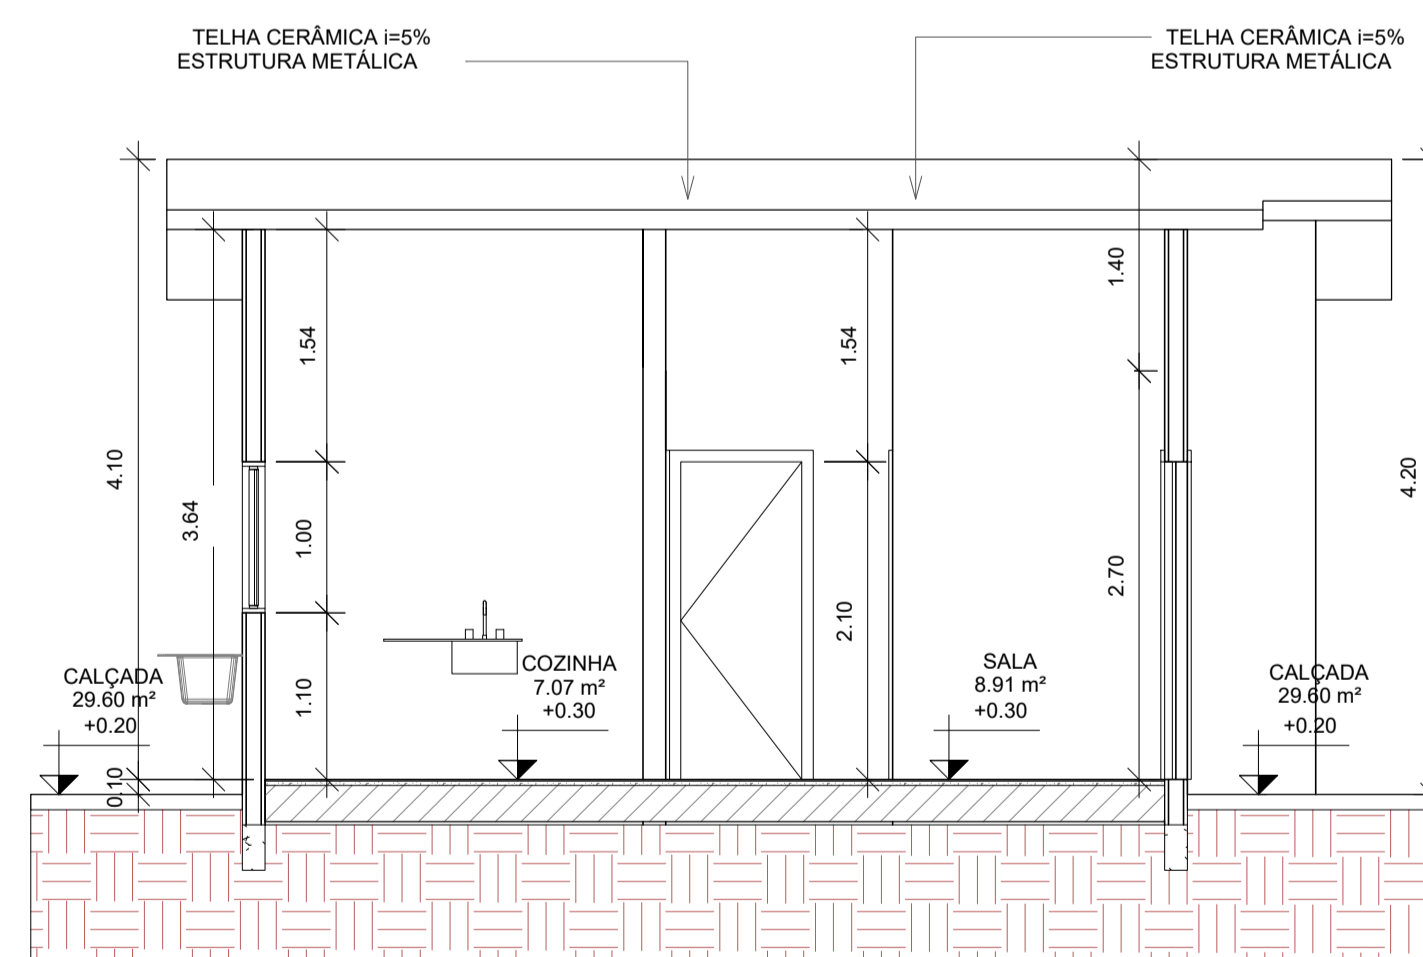 TELHA CERÂMICA i=5%
ESTRUTURA METÁLICA
TELHA CERÂMICA i=5%
ESTRUTURA METÁLICA
4.10
3.64
1.54
1.00
1.10
0.10
1.54
2.10
1.40
2.70
4.20
CALÇADA
29.60 m²
+0.20
COZINHA
7.07 m²
+0.30
SALA
8.91 m²
+0.30
CALÇADA
29.60 m²
+0.20